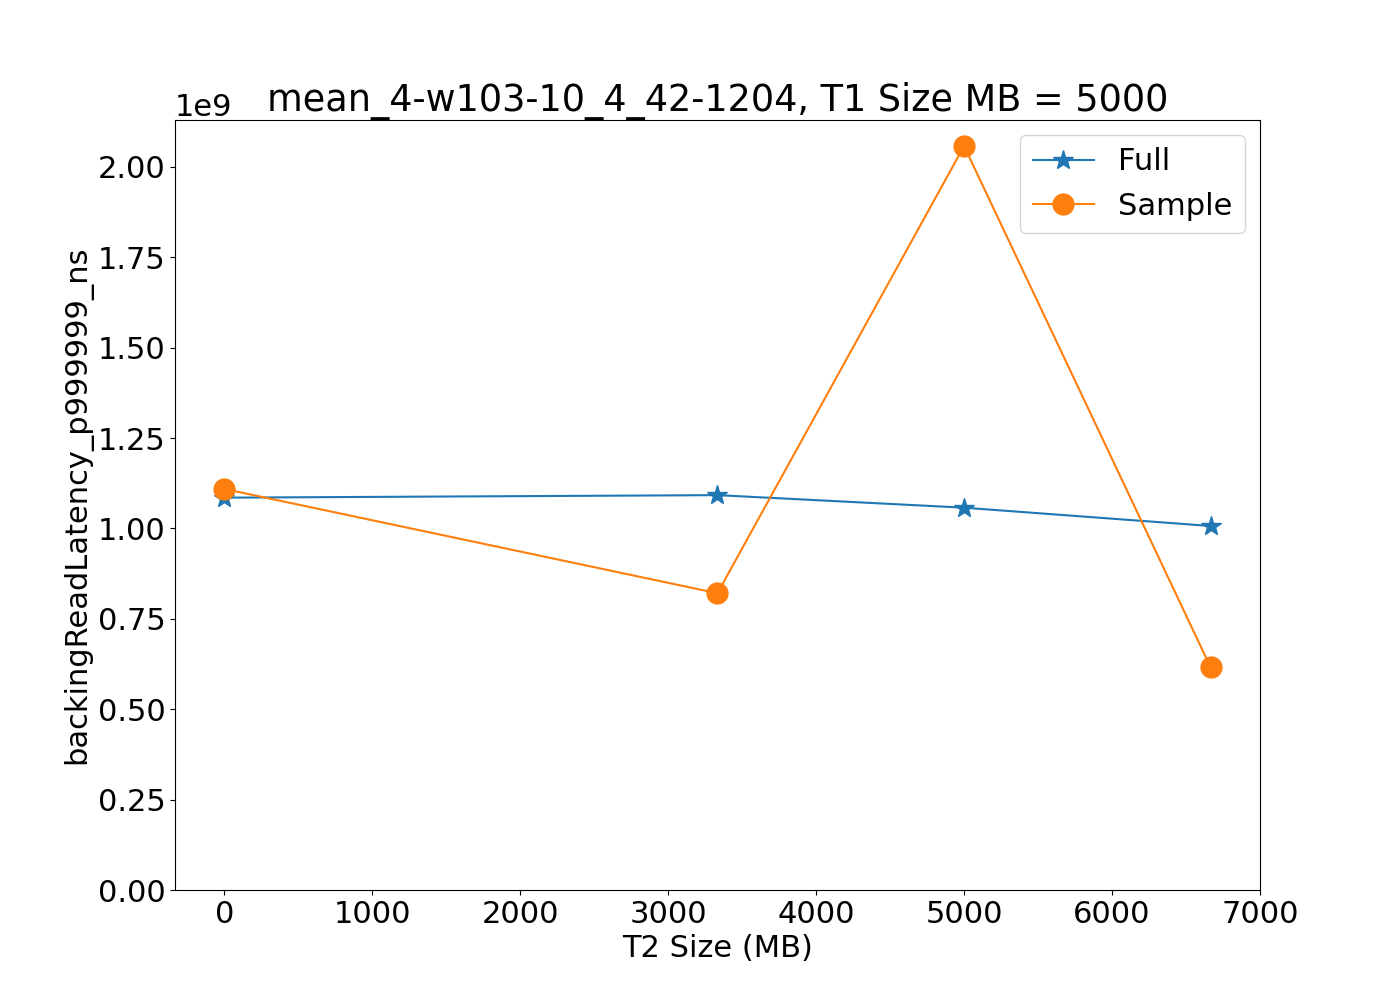 1e9
mean_4-w103-10_4_42-1204, T1 Size MB = 5000
Full
Sample
2.00
1.75
1.50
1.25
1.00
0.75
0.50
0.25
0.00
backingReadLatency_p999999_ns
0 1000 2000 3000 4000 5000 6000 7000
T2 Size (MB)